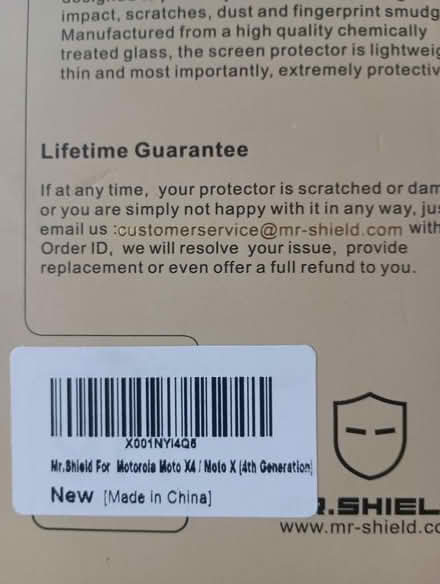 impact, scratches, dust and fingerprint smudg
Manufactured from a high quality chemically
treated glass, the screen protector is lightweig
thin and most importantly, extremely protectiv
Lifetime Guarantee
If at any time, your protector is scratched or dam
or you are simply not happy with it in any way, jus
email us :customerservice@mr-shield.com with
Order ID, we will resolve your issue, provide
replacement or even offer a full refund to you.
X001NYI4Q5
Mr.Shield For Motorola Moto X4 / Moto X (4th Generation)
New [Made in China]
R.SHIEL
www.mr-shield.co